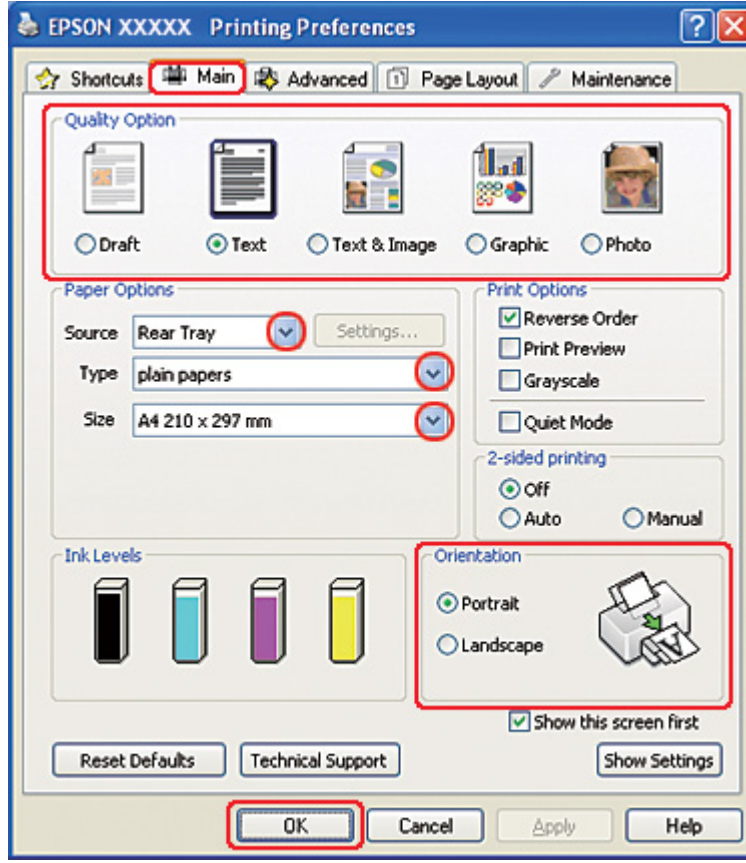 EPSON XXXXX Printing Preferences
Shortcuts Main Advanced 1 Page Layout Maintenance
Quality Option
Draft Text Text & Image Graphic Photo
Paper Options
Source Rear Tray Settings...
Type plain papers
Size A4 210 x 297 mm
Print Options
Reverse Order
Print Preview
Grayscale
Quiet Mode
2-sided printing
Off
Auto Manual
Ink Levels
Orientation
Portrait
Landscape
A
Show this screen first
Reset Defaults Technical Support Show Settings
OK Cancel Apply Help